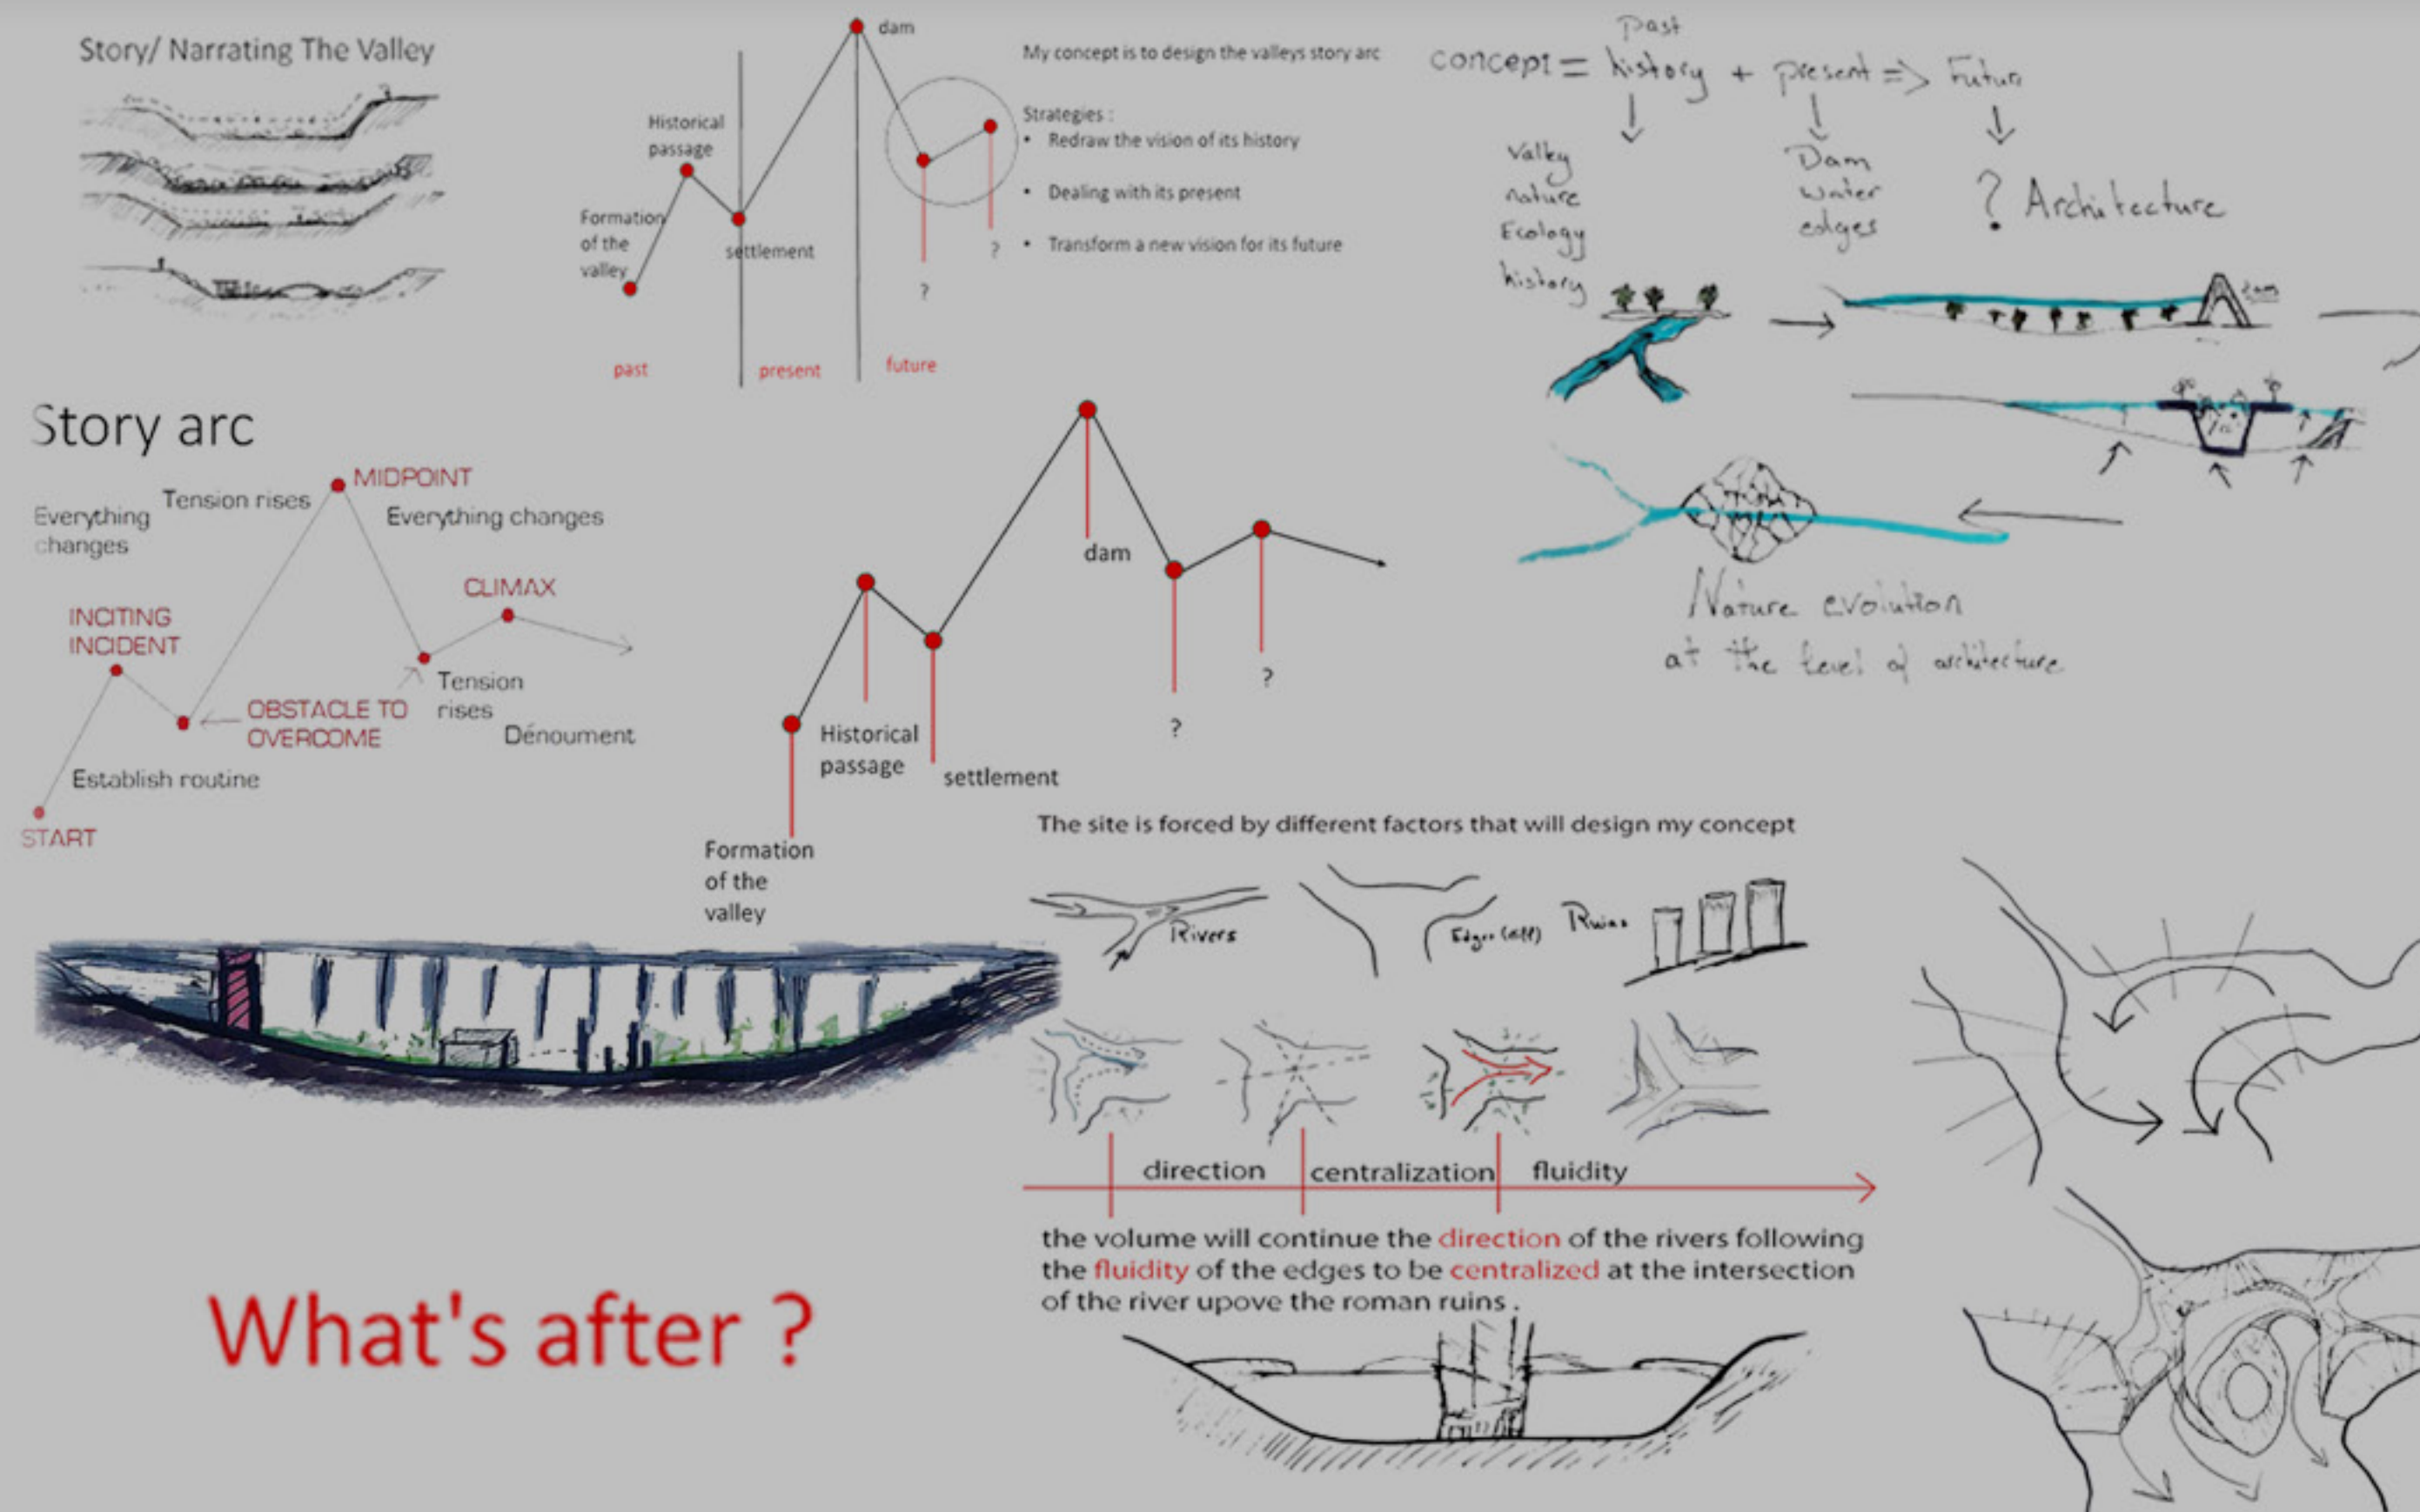 Story/ Narrating The Valley
dam
Historical
passage
Formation
of the
valley
settlement
?
?
past
present
future
My concept is to design the valleys story arc
Strategies :
• Redraw the vision of its history
• Dealing with its present
• Transform a new vision for its future
past
concept = history + present => Futur
Valley
nature
Ecology
history
Dam
water
edges
? Architecture
dam
Nature evolution
at the level of architecture
Story arc
MIDPOINT
Tension rises
Everything
changes
Everything changes
CLIMAX
INCITING
INCIDENT
OBSTACLE TO
OVERCOME
Tension
rises
Dénoument
Establish routine
START
dam
?
?
Historical
passage
settlement
Formation
of the
valley
The site is forced by different factors that will design my concept
Rivers
Ruins
direction
centralization
fluidity
the volume will continue the direction of the rivers following
the fluidity of the edges to be centralized at the intersection
of the river upove the roman ruins .
What's after ?